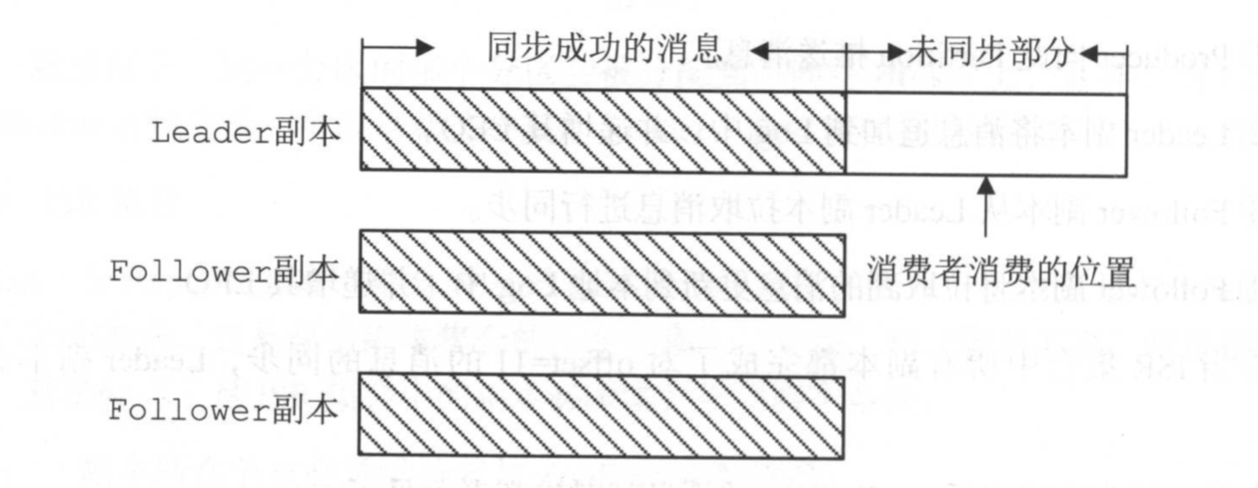 同步成功的消息
未同步部分
Leader副本
Follower副本
消费者消费的位置
Follower副本